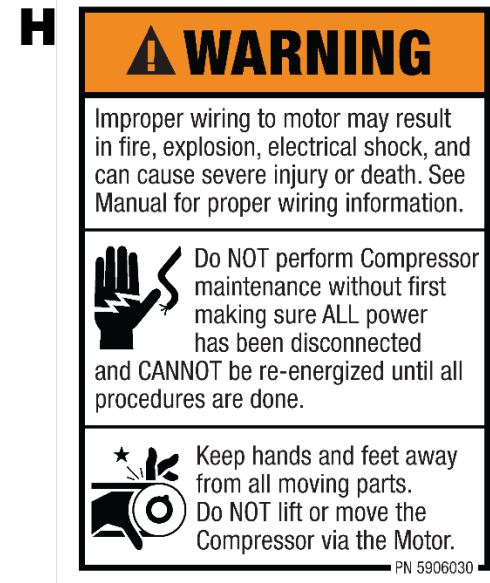 H
WARNING
Improper wiring to motor may result
in fire, explosion, electrical shock, and
can cause severe injury or death. See
Manual for proper wiring information.
Do NOT perform Compressor
maintenance without first
making sure ALL power
has been disconnected
and CANNOT be re-energized until all
procedures are done.
Keep hands and feet away
from all moving parts.
Do NOT lift or move the
Compressor via the Motor.
PN 5906030